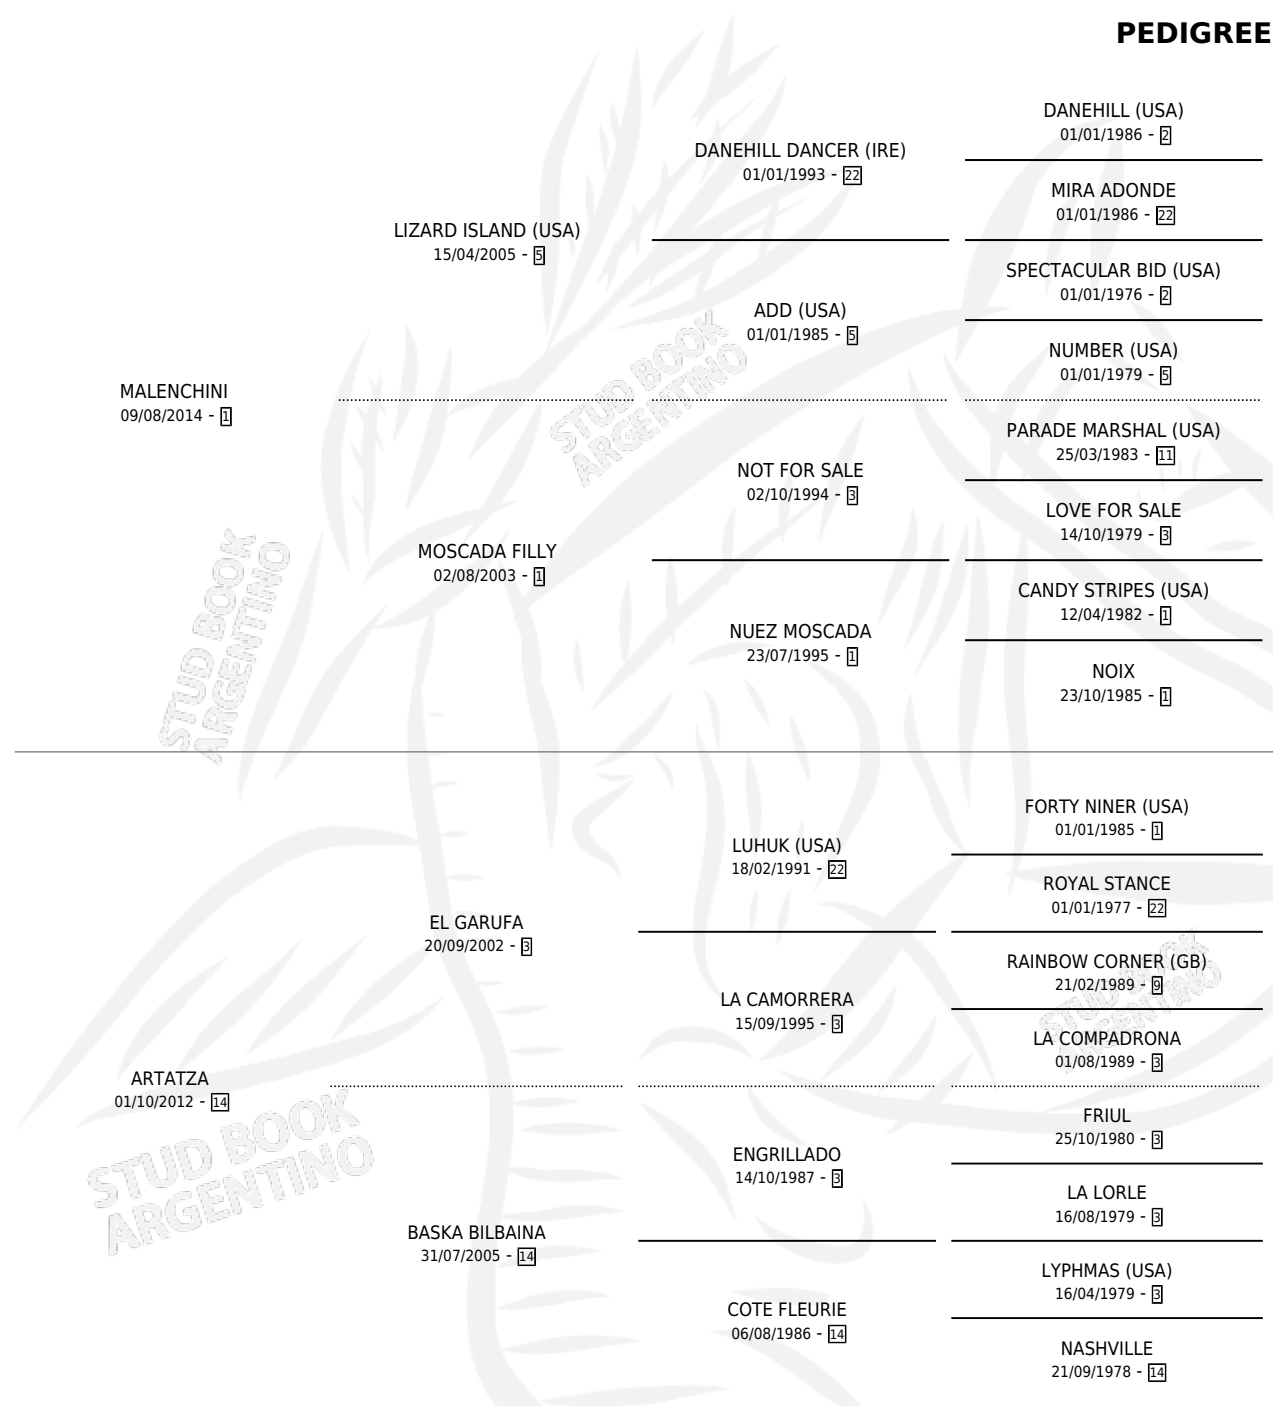 PEDIGREE
DANEHILL (USA)
01/01/1986 - 2
DANEHILL DANCER (IRE)
01/01/1993 - 22
MIRA ADONDE
01/01/1986 - 22
LIZARD ISLAND (USA)
15/04/2005 - 5
SPECTACULAR BID (USA)
01/01/1976 - 2
ADD (USA)
01/01/1985 - 5
NUMBER (USA)
01/01/1979 - 5
MALENCHINI
09/08/2014 - 1
PARADE MARSHAL (USA)
25/03/1983 - 11
NOT FOR SALE
02/10/1994 - 3
LOVE FOR SALE
14/10/1979 - 3
MOSCADA FILLY
02/08/2003 - 1
CANDY STRIPES (USA)
12/04/1982 - 1
NUEZ MOSCADA
23/07/1995 - 1
NOIX
23/10/1985 - 1
STUD BOOK
ARGENTINO
STUD BOOK
ARGENTINO
FORTY NINER (USA)
01/01/1985 - 1
LUHUK (USA)
18/02/1991 - 22
ROYAL STANCE
01/01/1977 - 22
EL GARUFA
20/09/2002 - 3
RAINBOW CORNER (GB)
21/02/1989 - 9
LA CAMORRERA
15/09/1995 - 3
LA COMPADRONA
01/08/1989 - 3
STUD BOOK
ARGENTINO
ARTATZA
01/10/2012 - 14
FRIUL
25/10/1980 - 3
ENGRILLADO
14/10/1987 - 3
LA LORLE
16/08/1979 - 3
BASKA BILBAINA
31/07/2005 - 14
LYPHMAS (USA)
16/04/1979 - 3
COTE FLEURIE
06/08/1986 - 14
NASHVILLE
21/09/1978 - 14
STUD BOOK
ARGENTINO